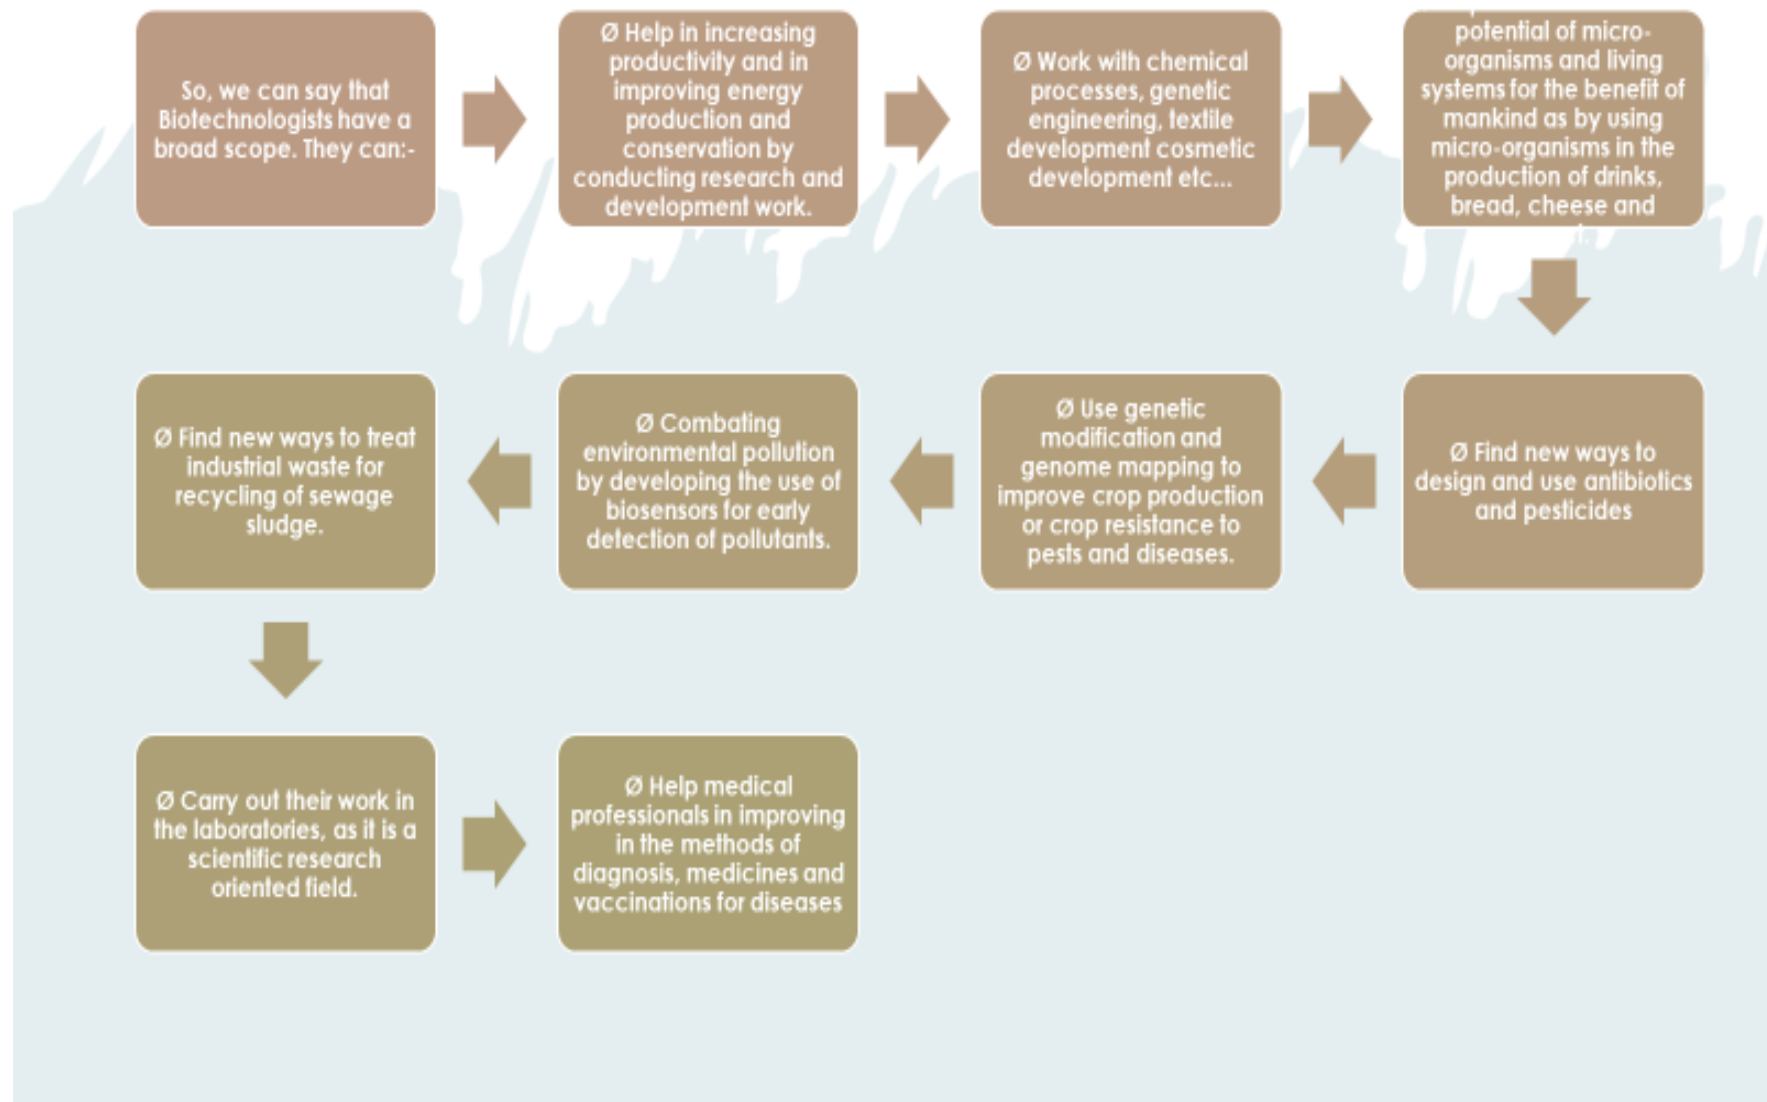 So, we can say that
Biotechnologists have a
broad scope. They can:-
Ø Help in increasing
productivity and in
improving energy
production and
conservation by
conducting research and
development work.
Ø Work with chemical
processes, genetic
engineering, textile
development cosmetic
development etc...
potential of micro-
organisms and living
systems for the benefit of
mankind as by using
micro-organisms in the
production of drinks,
bread, cheese and
Ø Find new ways to
design and use antibiotics
and pesticides
Ø Use genetic
modification and
genome mapping to
improve crop production
or crop resistance to
pests and diseases.
Ø Combating
environmental pollution
by developing the use of
biosensors for early
detection of pollutants.
Ø Find new ways to treat
industrial waste for
recycling of sewage
sludge.
Ø Carry out their work in
the laboratories, as it is a
scientific research
oriented field.
Ø Help medical
professionals in improving
in the methods of
diagnosis, medicines and
vaccinations for diseases